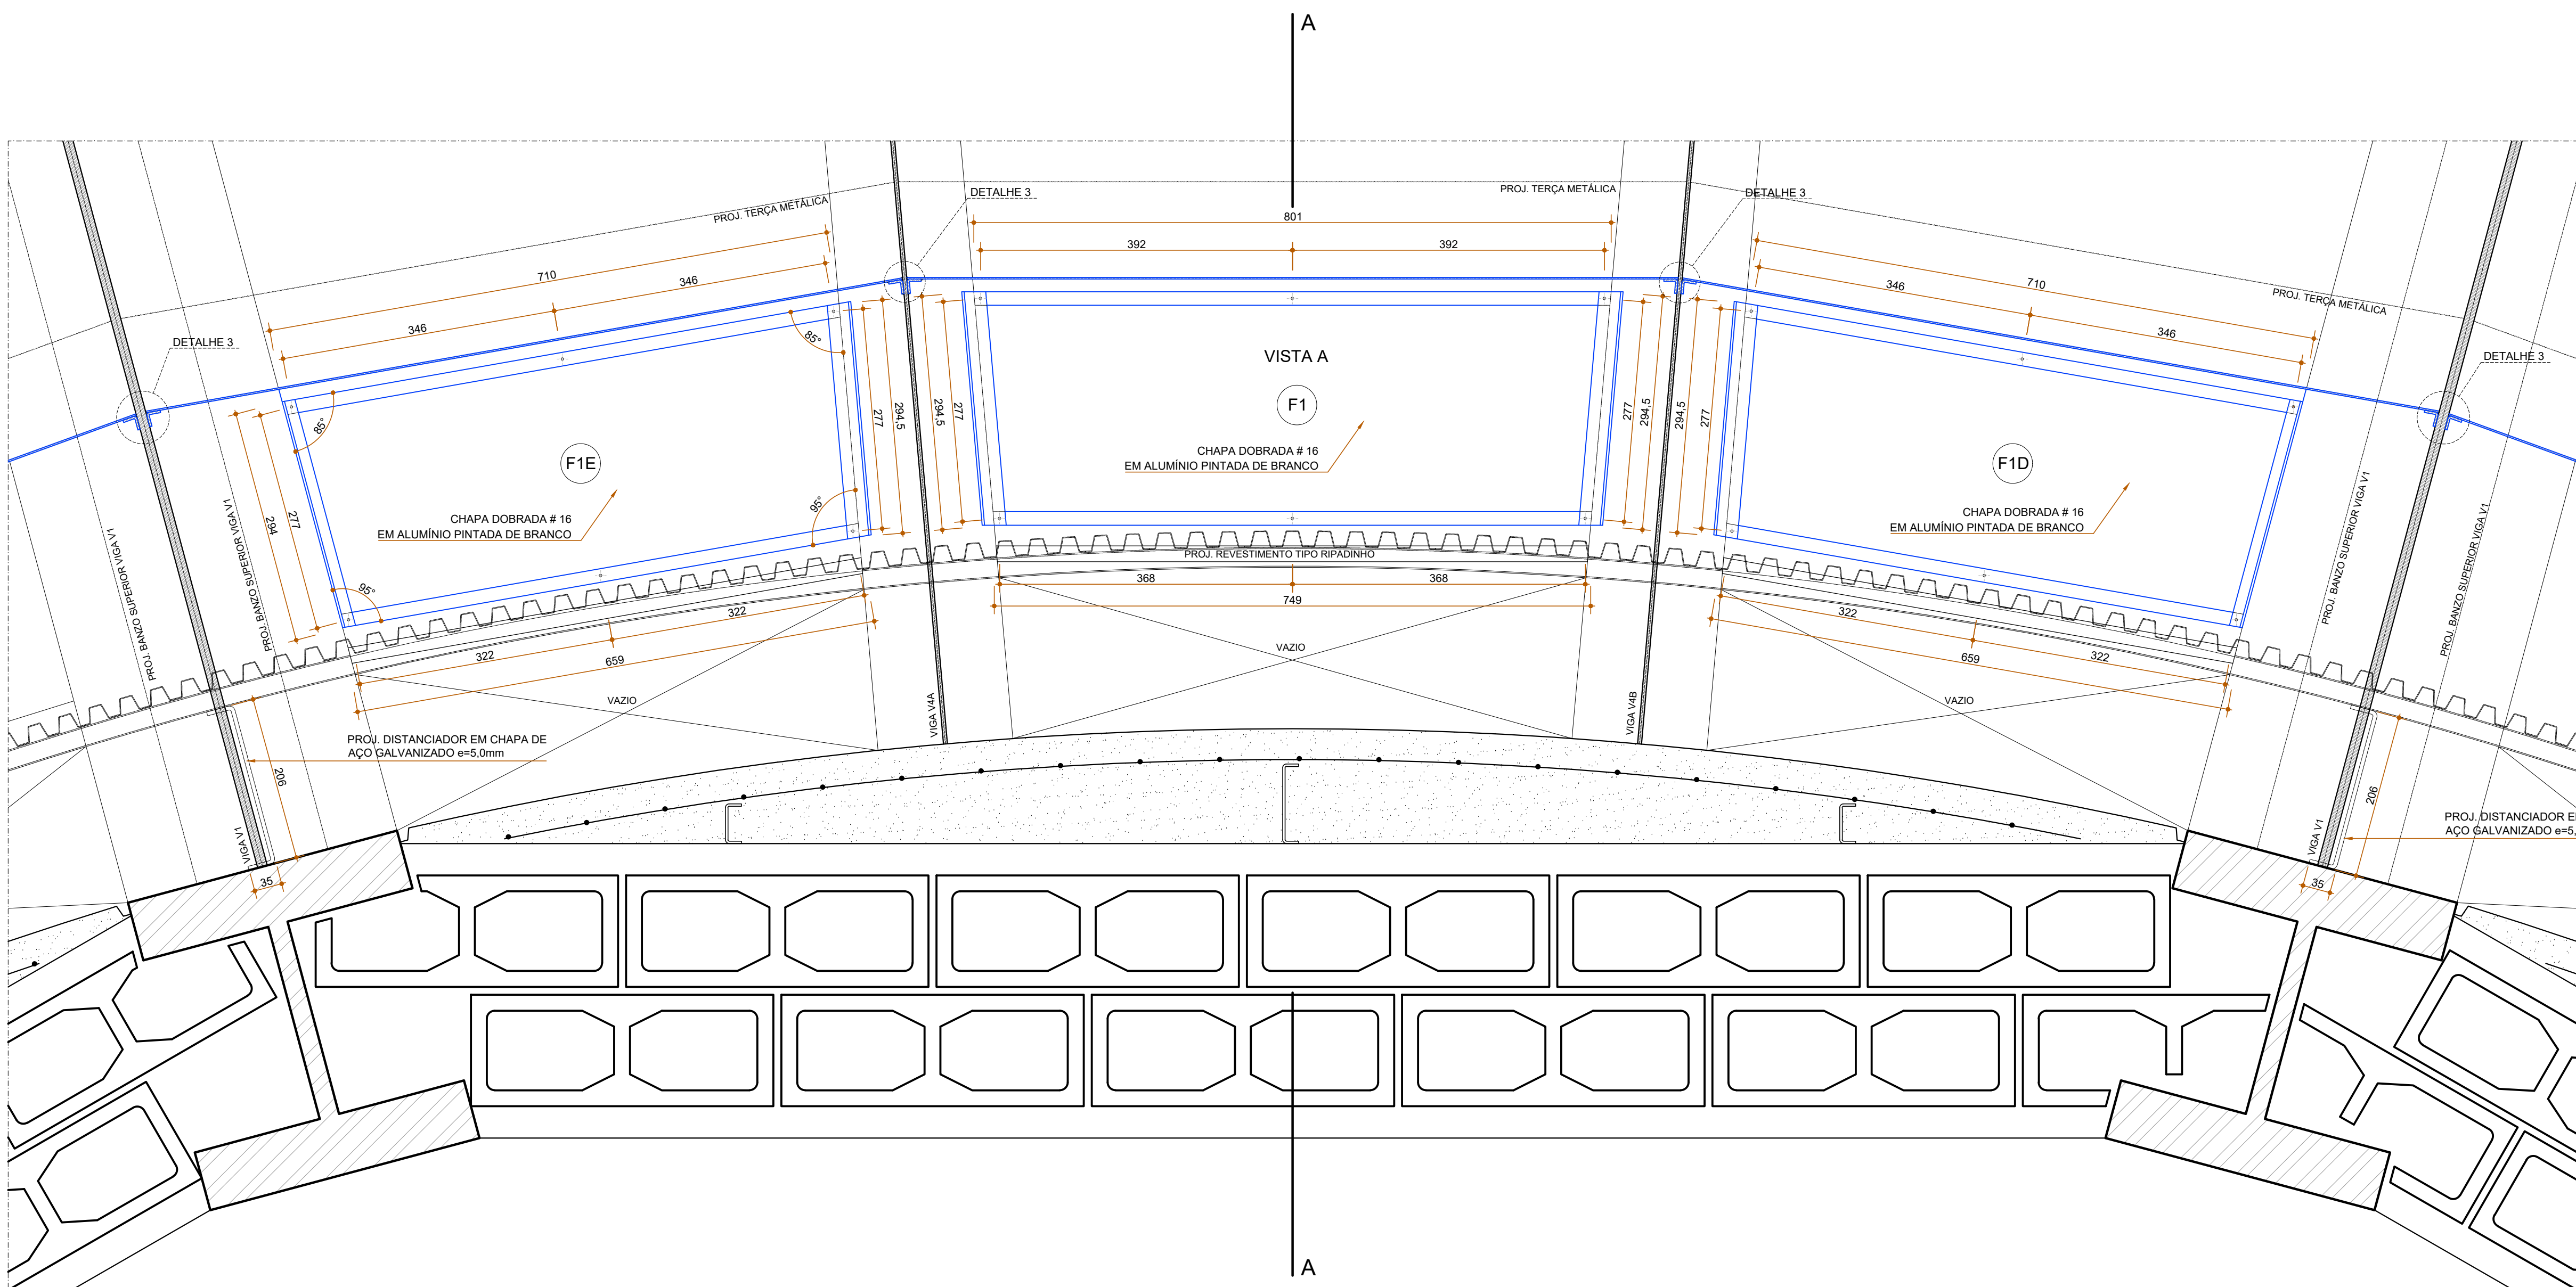 A
DETALHE 3
PROJ. TERÇA METÁLICA
DETALHE 3
PROJ. TERÇA METÁLICA
801
392
392
710
346
346
346
710
346
PROJ. TERÇA METÁLICA
DETALHE 3
DETALHE 3
85°
85°
95°
95°
277
294,5
294,5
277
277
294,5
294,5
277
294
277
VISTA A
F1
CHAPA DOBRADA # 16
EM ALUMÍNIO PINTADA DE BRANCO
F1E
CHAPA DOBRADA # 16
EM ALUMÍNIO PINTADA DE BRANCO
F1D
CHAPA DOBRADA # 16
EM ALUMÍNIO PINTADA DE BRANCO
PROJ. BANZO SUPERIOR VIGA V1
PROJ. BANZO SUPERIOR VIGA V1
PROJ. BANZO SUPERIOR VIGA V1
PROJ. BANZO SUPERIOR VIGA V1
PROJ. REVESTIMENTO TIPO RIPADINHO
368
368
749
322
322
659
322
322
659
VAZIO
VAZIO
VAZIO
VIGA V4A
VIGA V4B
PROJ. DISTANCIADOR EM CHAPA DE
AÇO GALVANIZADO e=5,0mm
206
206
PROJ. DISTANCIADOR E
AÇO GALVANIZADO e=5,
VIGA V1
VIGA V1
35
35
A